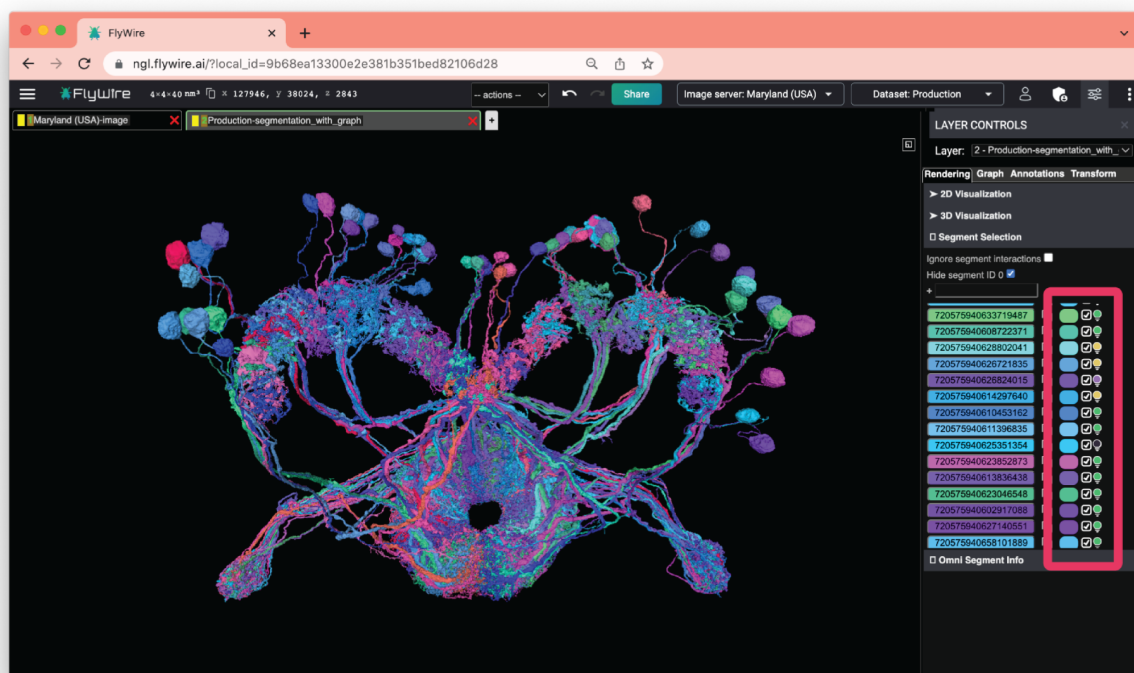 FlyWire
ngl.flywire.ai/?local_id=9b68ea13300e2e381b351bed82106d28
FlyWire 4×4×40 nm³ x 127946, y 38024, z 2843 -- actions -- Share Image server: Maryland (USA) Dataset: Production
Maryland (USA)-image Production-segmentation_with_graph
LAYER CONTROLS
Layer: 2 - Production-segmentation_with_
Rendering Graph Annotations Transform
2D Visualization
3D Visualization
Segment Selection
Ignore segment interactions
Hide segment ID 0
+
720575940633719487
720575940608722371
720575940628802041
720575940626721835
720575940626824015
720575940614297640
720575940610453162
720575940611396835
720575940625351354
720575940623852873
720575940613836438
720575940623046548
720575940602917088
720575940627140551
720575940658101889
Omni Segment Info